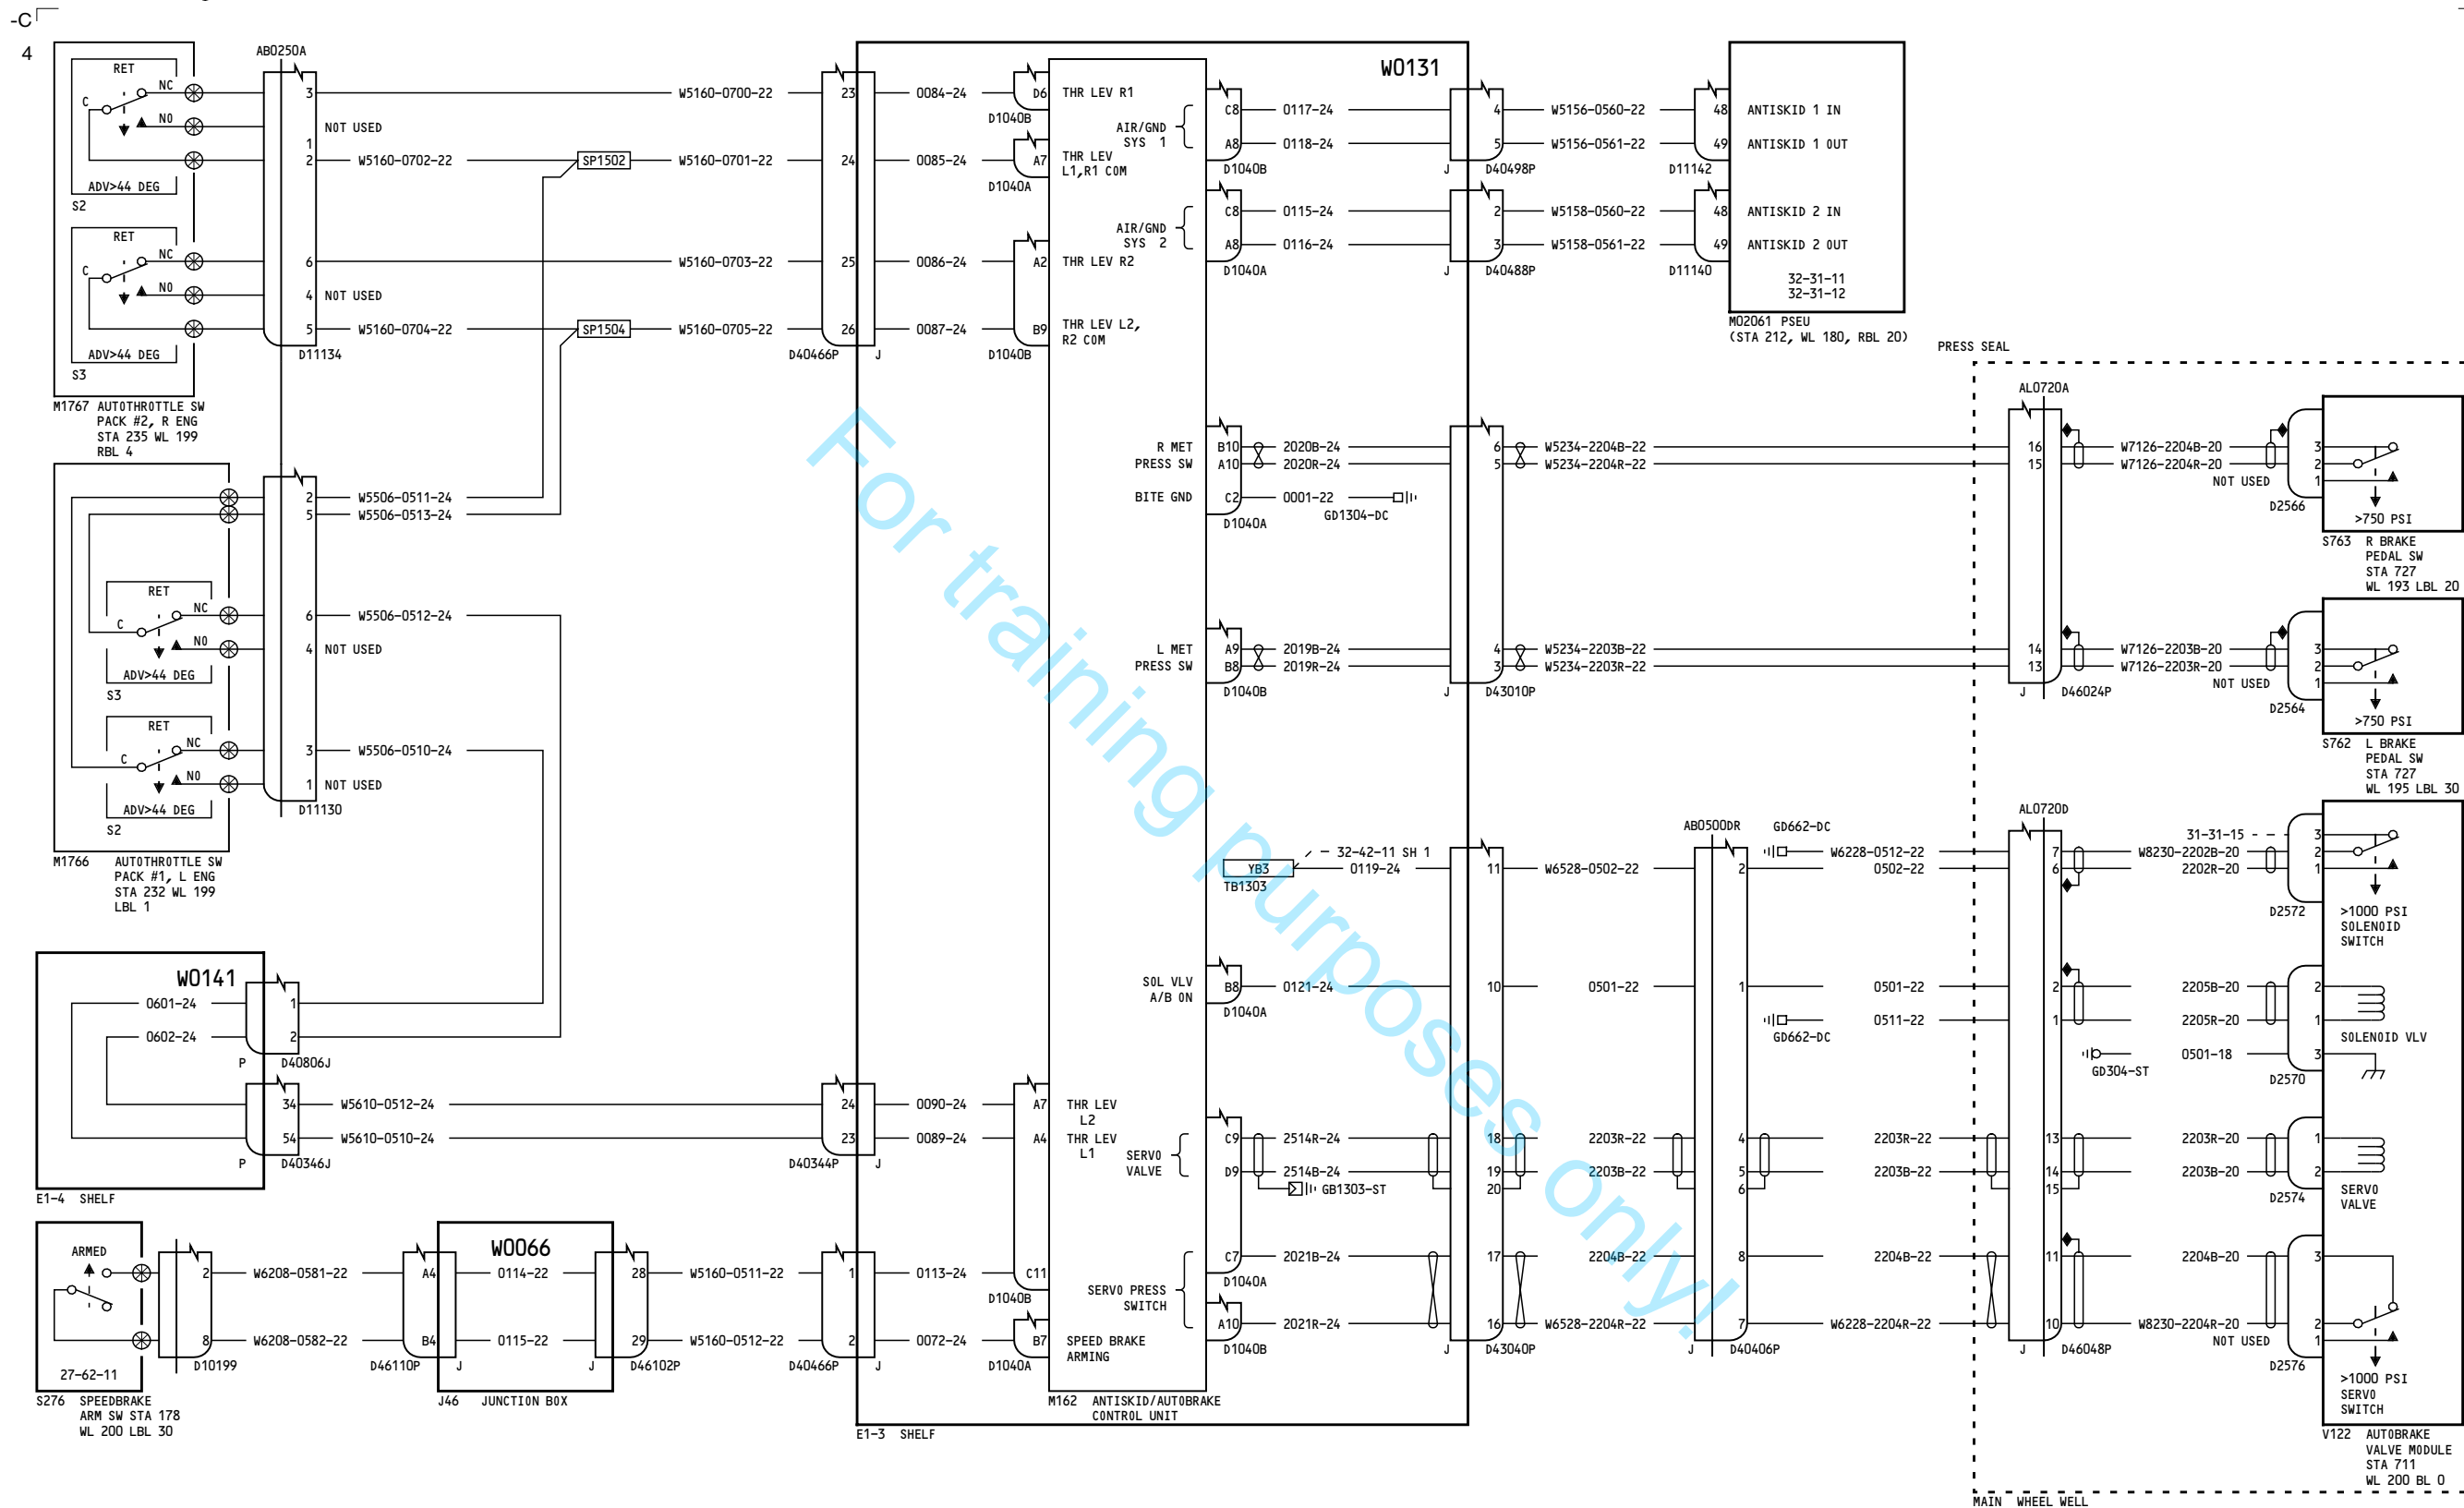 -C
4
RET
NC
C
NO
ADV>44 DEG
S2
RET
NC
C
NO
ADV>44 DEG
S3
M1767 AUTOTHROTTLE SW
PACK #2, R ENG
STA 235 WL 199
RBL 4
AB0250A
3
NOT USED
1
2
6
4 NOT USED
5
D11134
W5160-0700-22
W5160-0702-22
SP1502
W5160-0701-22
W5160-0703-22
W5160-0704-22
SP1504
W5160-0705-22
23
24
25
26
D40466P
J
0084-24
0085-24
0086-24
0087-24
D6
D1040B
A7
D1040A
A2
B9
D1040B
THR LEV R1
THR LEV
L1,R1 COM
THR LEV R2
THR LEV L2,
R2 COM
W0131
AIR/GND
SYS 1
C8
A8
D1040B
0117-24
0118-24
4
5
J
D40498P
W5156-0560-22
W5156-0561-22
48
49
D11142
ANTISKID 1 IN
ANTISKID 1 OUT
AIR/GND
SYS 2
C8
A8
D1040A
0115-24
0116-24
2
3
J
D40488P
W5158-0560-22
W5158-0561-22
48
49
D11140
ANTISKID 2 IN
ANTISKID 2 OUT
32-31-11
32-31-12
M02061 PSEU
(STA 212, WL 180, RBL 20)
PRESS SEAL
RET
NC
C
NO
ADV>44 DEG
S3
RET
NC
C
NO
ADV>44 DEG
S2
M1766 AUTOTHROTTLE SW
PACK #1, L ENG
STA 232 WL 199
LBL 1
2
5
6
4 NOT USED
3
1 NOT USED
D11130
W5506-0511-24
W5506-0513-24
W5506-0512-24
W5506-0510-24
R MET
PRESS SW
BITE GND
B10
A10
C2
D1040A
2020B-24
2020R-24
0001-22
GD1304-DC
6
5
W5234-2204B-22
W5234-2204R-22
AL0720A
16
15
W7126-2204B-20
W7126-2204R-20
NOT USED
3
2
1
D2566
>750 PSI
S763 R BRAKE
PEDAL SW
STA 727
WL 193 LBL 20
L MET
PRESS SW
A9
B8
D1040B
2019B-24
2019R-24
4
3
J
D43010P
W5234-2203B-22
W5234-2203R-22
14
13
J
D46024P
W7126-2203B-20
W7126-2203R-20
NOT USED
3
2
1
D2564
>750 PSI
S762 L BRAKE
PEDAL SW
STA 727
WL 195 LBL 30
YB3
TB1303
32-42-11 SH 1
0119-24
11
W6528-0502-22
AB0500DR
2
GD662-DC
W6228-0512-22
0502-22
AL0720D
7
6
W8230-2202B-20
2202R-20
31-31-15
3
2
1
D2572
>1000 PSI
SOLENOID
SWITCH
W0141
0601-24
0602-24
1
2
P
D40806J
34
54
P
D40346J
E1-4 SHELF
W5610-0512-24
W5610-0510-24
24
23
D40344P
J
0090-24
0089-24
A7
A4
THR LEV
L2
THR LEV
L1
SOL VLV
A/B ON
B8
D1040A
0121-24
10
0501-22
1
GD662-DC
0501-22
0511-22
2
1
2205B-20
2205R-20
GD304-ST
0501-18
2
1
3
D2570
SOLENOID VLV
SERVO
VALVE
C9
D9
2514R-24
2514B-24
GB1303-ST
18
19
20
2203R-22
2203B-22
4
5
6
2203R-22
2203B-22
13
14
15
2203R-20
2203B-20
1
2
D2574
SERVO
VALVE
ARMED
27-62-11
S276 SPEEDBRAKE
ARM SW STA 178
WL 200 LBL 30
2
8
D10199
W6208-0581-22
W6208-0582-22
A4
B4
D46110P
J
W0066
0114-22
0115-22
J46 JUNCTION BOX
28
29
J
D46102P
W5160-0511-22
W5160-0512-22
1
2
D40466P
J
0113-24
0072-24
C11
D1040B
B7
D1040A
SPEED BRAKE
ARMING
SERVO PRESS
SWITCH
C7
D1040A
A10
D1040B
2021B-24
2021R-24
17
16
J
D43040P
2204B-22
W6528-2204R-22
8
7
J
D40406P
2204B-22
W6228-2204R-22
11
10
J
D46048P
2204B-20
W8230-2204R-20
NOT USED
3
2
1
D2576
>1000 PSI
SERVO
SWITCH
M162 ANTISKID/AUTOBRAKE
CONTROL UNIT
E1-3 SHELF
V122 AUTOBRAKE
VALVE MODULE
STA 711
WL 200 BL 0
MAIN WHEEL WELL
For training purposes only!